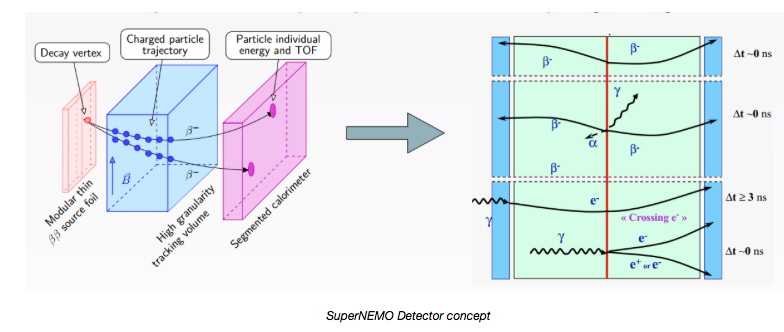 Decay vertex
Charged particle
trajectory
Particle individual
energy and TOF
β−
β−
B⃗
Modular thin
ββ source foil
High granularity
tracking volume
Segmented calorimeter
β-
β-
Δt ~0 ns
γ
β-
α
β-
β-
Δt ~0 ns
e-
Δt ≥ 3 ns
γ
« Crossing e- »
γ
e-
e+ or e-
Δt ~0 ns
SuperNEMO Detector concept